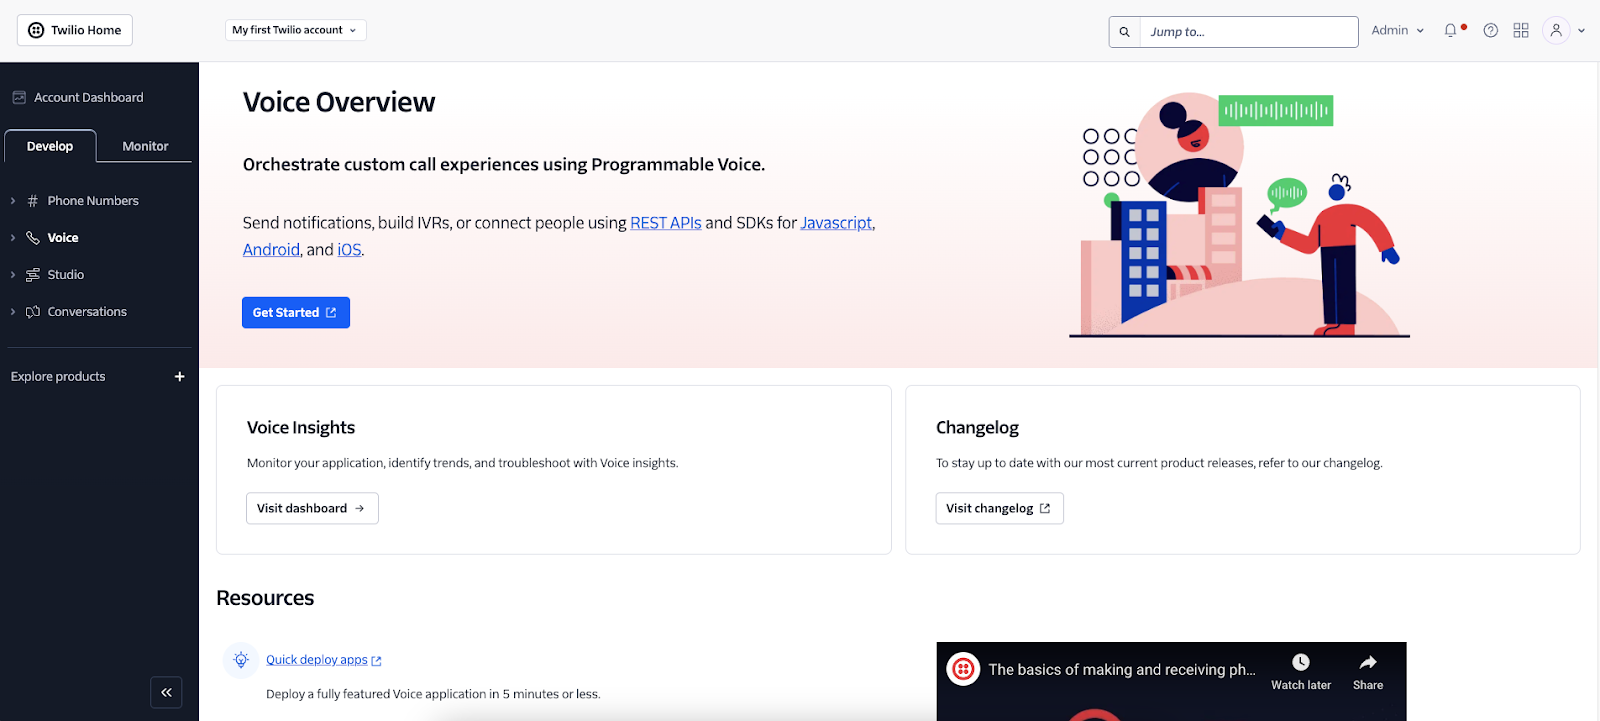 Twilio Home
My first Twilio account
Jump to...
Admin
Account Dashboard
Develop
Monitor
Phone Numbers
Voice
Studio
Conversations
Explore products
Voice Overview
Orchestrate custom call experiences using Programmable Voice.
Send notifications, build IVRs, or connect people using REST APIs and SDKs for Javascript,
Android, and iOS.
Get Started
Voice Insights
Monitor your application, identify trends, and troubleshoot with Voice insights.
Visit dashboard
Changelog
To stay up to date with our most current product releases, refer to our changelog.
Visit changelog
Resources
Quick deploy apps
Deploy a fully featured Voice application in 5 minutes or less.
The basics of making and receiving ph...
Watch later
Share